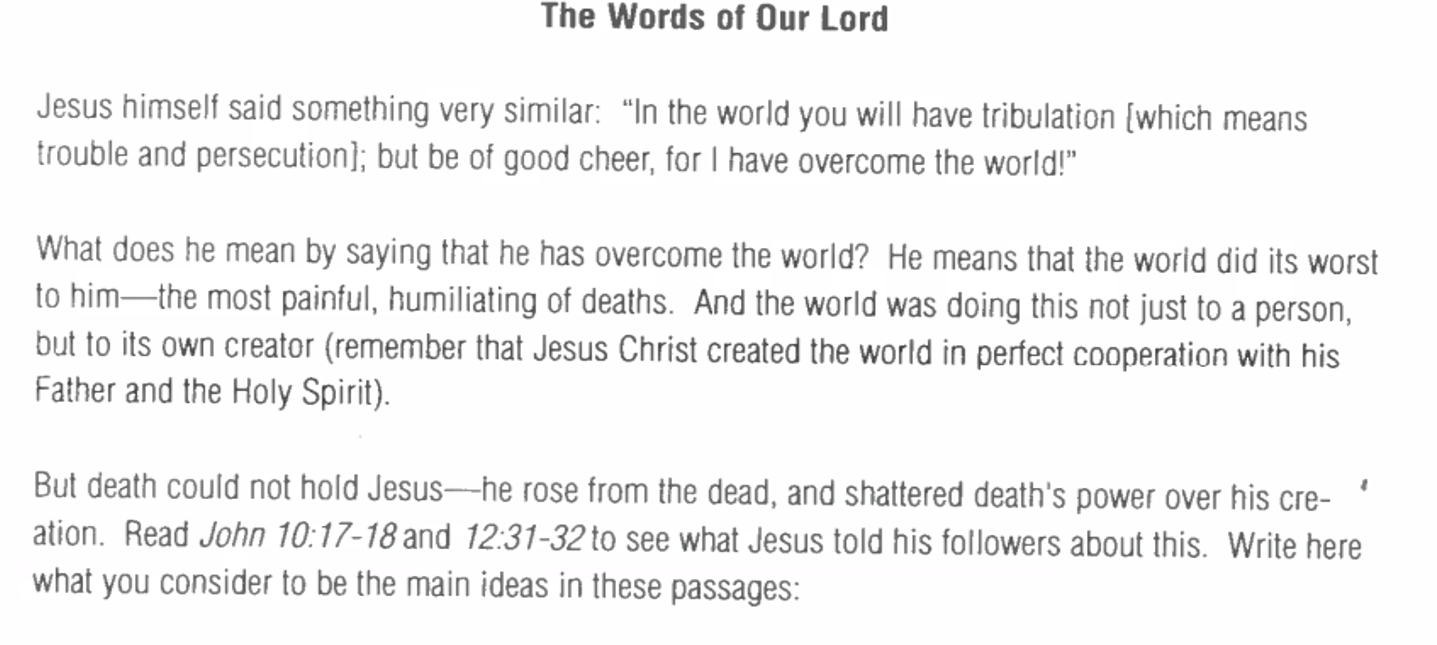 The Words of Our Lord
Jesus himself said something very similar: “In the world you will have tribulation [which means
trouble and persecution]; but be of good cheer, for I have overcome the world!”
What does he mean by saying that he has overcome the world? He means that the world did its worst
to him—the most painful, humiliating of deaths. And the world was doing this not just to a person,
but to its own creator (remember that Jesus Christ created the world in perfect cooperation with his
Father and the Holy Spirit).
But death could not hold Jesus—he rose from the dead, and shattered death's power over his cre-
ation. Read John 10:17-18 and 12:31-32 to see what Jesus told his followers about this. Write here
what you consider to be the main ideas in these passages: